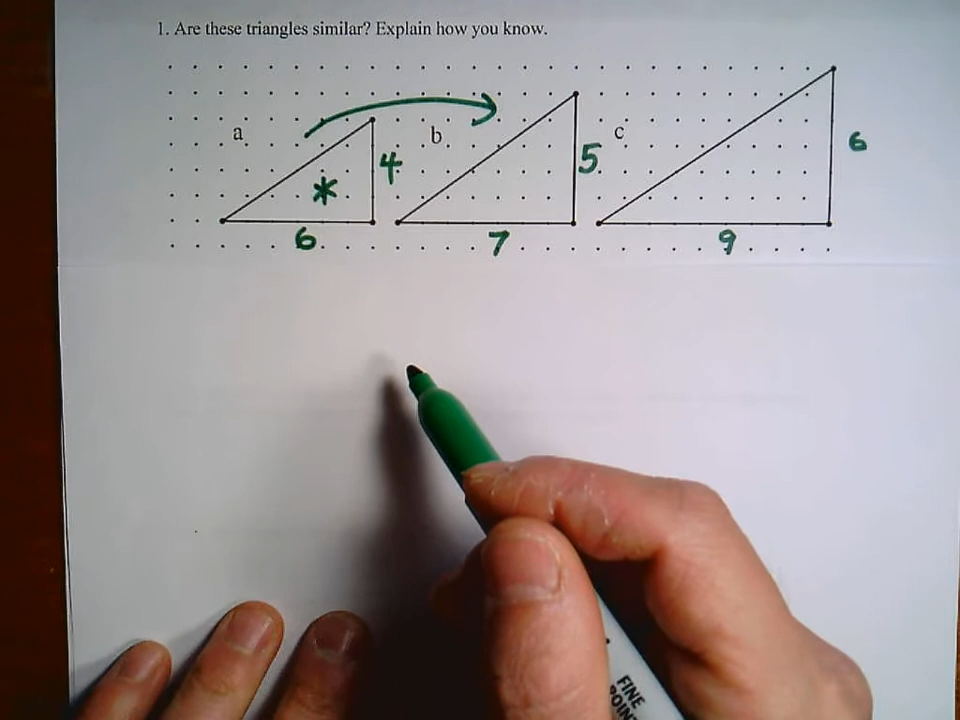 1. Are these triangles similar? Explain how you know.
a b c
4 5 6
6 7 9
FINE
POINT